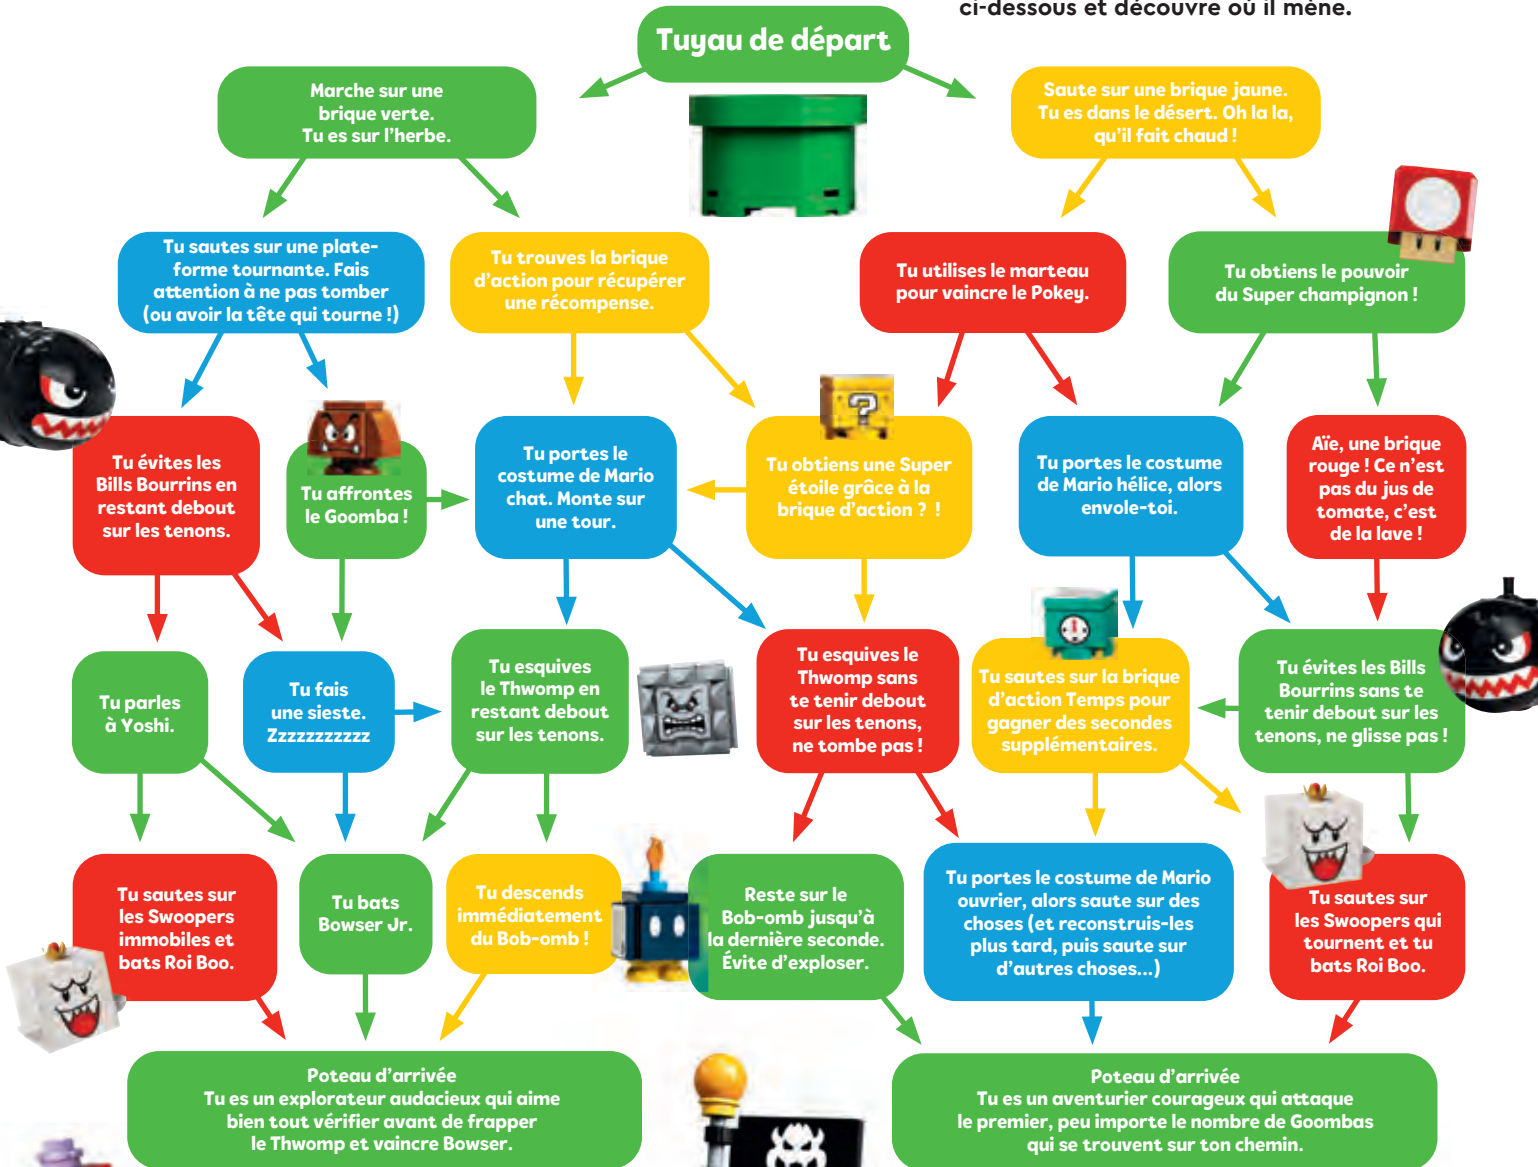 ci-dessous et découvre où il mène.
Tuyau de départ
Marche sur une
brique verte.
Tu es sur l'herbe.
Saute sur une brique jaune.
Tu es dans le désert. Oh la la,
qu'il fait chaud !
Tu sautes sur une plate-
forme tournante. Fais
attention à ne pas tomber
(ou avoir la tête qui tourne !)
Tu trouves la brique
d'action pour récupérer
une récompense.
Tu utilises le marteau
pour vaincre le Pokey.
Tu obtiens le pouvoir
du Super champignon !
Tu évites les
Bills Bourrins en
restant debout
sur les tenons.
Tu affrontes
le Goomba !
Tu portes le
costume de Mario
chat. Monte sur
une tour.
?
Tu obtiens une Super
étoile grâce à la
brique d'action ? !
Tu portes le costume
de Mario hélice, alors
envole-toi.
Aïe, une brique
rouge ! Ce n'est
pas du jus de
tomate, c'est
de la lave !
Tu parles
à Yoshi.
Tu fais
une sieste.
Zzzzzzzzzzz
Tu esquives
le Thwomp en
restant debout
sur les tenons.
Tu esquives le
Thwomp sans
te tenir debout
sur les tenons,
ne tombe pas !
Tu sautes sur la brique
d'action Temps pour
gagner des secondes
supplémentaires.
Tu évites les Bills
Bourrins sans te
tenir debout sur les
tenons, ne glisse pas !
Tu sautes sur
les Swoopers
immobiles et
bats Roi Boo.
Tu bats
Bowser Jr.
Tu descends
immédiatement
du Bob-omb !
Reste sur le
Bob-omb jusqu'à
la dernière seconde.
Évite d'exploser.
Tu portes le costume de Mario
ouvrier, alors saute sur des
choses (et reconstruis-les
plus tard, puis saute sur
d'autres choses...)
Tu sautes sur
les Swoopers qui
tournent et tu
bats Roi Boo.
Poteau d'arrivée
Tu es un explorateur audacieux qui aime
bien tout vérifier avant de frapper
le Thwomp et vaincre Bowser.
Poteau d'arrivée
Tu es un aventurier courageux qui attaque
le premier, peu importe le nombre de Goombas
qui se trouvent sur ton chemin.